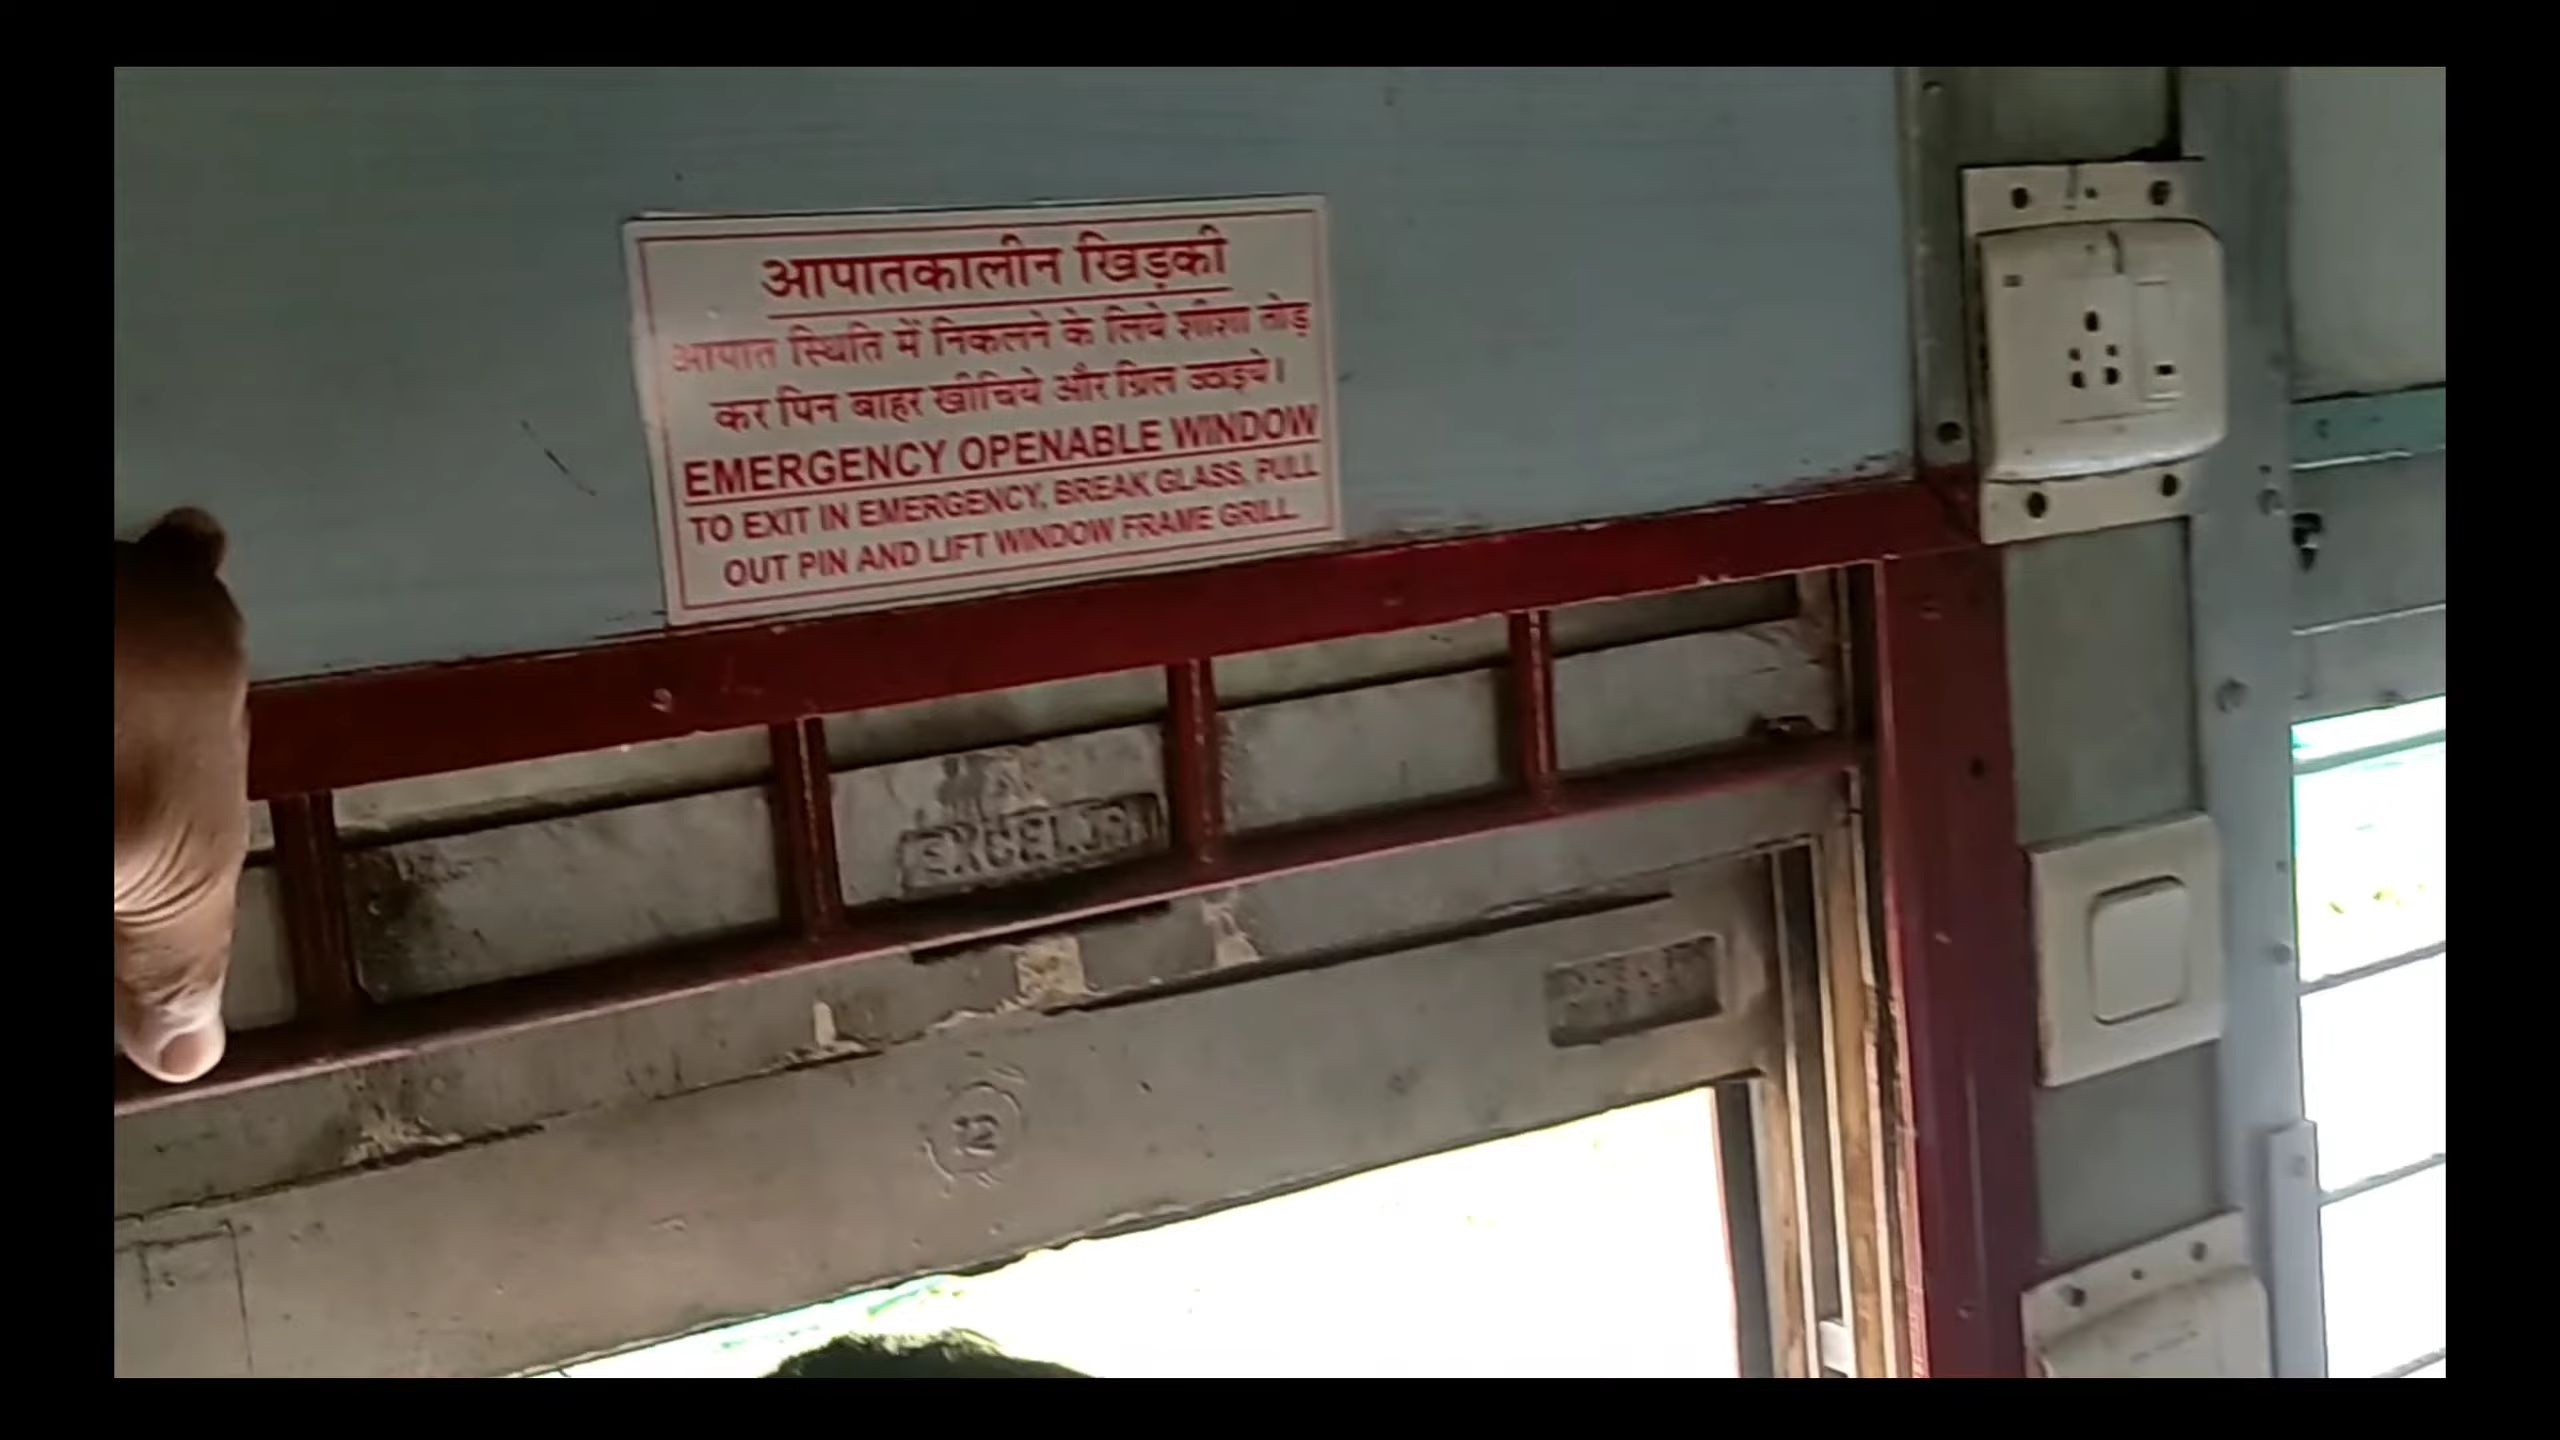 आपातकालीन खिड़की
आपात स्थिति में निकलने के लिये शीशा तोड़
कर पिन बाहर खीचिये और ग्रिल उठाइये।
EMERGENCY OPENABLE WINDOW
TO EXIT IN EMERGENCY, BREAK GLASS, PULL
OUT PIN AND LIFT WINDOW FRAME GRILL.
12